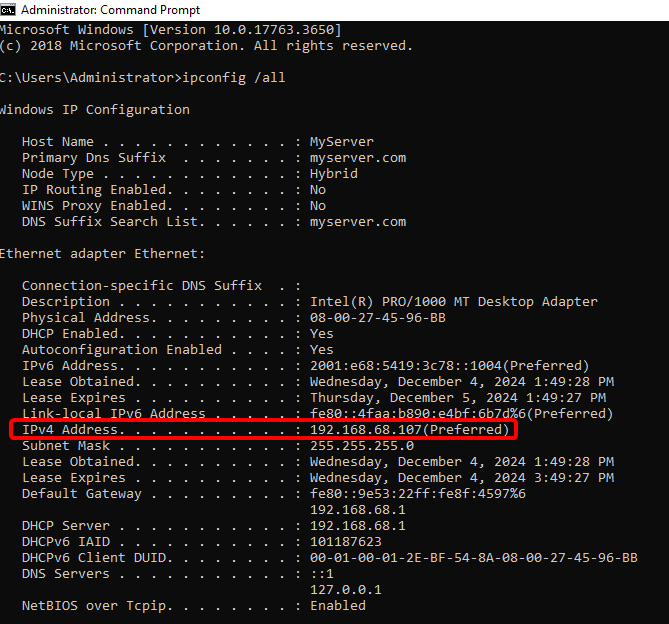 Administrator: Command Prompt
Microsoft Windows [Version 10.0.17763.3650]
(c) 2018 Microsoft Corporation. All rights reserved.
C:\Users\Administrator>ipconfig /all
Windows IP Configuration
Host Name . . . . . . . . . . . . : MyServer
Primary Dns Suffix  . . . . . . . : myserver.com
Node Type . . . . . . . . . . . . : Hybrid
IP Routing Enabled. . . . . . . . : No
WINS Proxy Enabled. . . . . . . . : No
DNS Suffix Search List. . . . . . : myserver.com
Ethernet adapter Ethernet:
Connection-specific DNS Suffix  . :
Description . . . . . . . . . . . : Intel(R) PRO/1000 MT Desktop Adapter
Physical Address. . . . . . . . . : 08-00-27-45-96-BB
DHCP Enabled. . . . . . . . . . . : Yes
Autoconfiguration Enabled . . . . : Yes
IPv6 Address. . . . . . . . . . . : 2001:e68:5419:3c78::1004(Preferred)
Lease Obtained. . . . . . . . . . : Wednesday, December 4, 2024 1:49:28 PM
Lease Expires . . . . . . . . . . : Thursday, December 5, 2024 1:49:27 PM
Link-local IPv6 Address . . . . . : fe80::4faa:b890:e4bf:6b7d%6(Preferred)
IPv4 Address. . . . . . . . . . . : 192.168.68.107(Preferred)
Subnet Mask . . . . . . . . . . . : 255.255.255.0
Lease Obtained. . . . . . . . . . : Wednesday, December 4, 2024 1:49:28 PM
Lease Expires . . . . . . . . . . : Wednesday, December 4, 2024 3:49:27 PM
Default Gateway . . . . . . . . . : fe80::9e53:22ff:fe8f:4597%6
192.168.68.1
DHCP Server . . . . . . . . . . . : 192.168.68.1
DHCPv6 IAID . . . . . . . . . . . : 101187623
DHCPv6 Client DUID. . . . . . . . : 00-01-00-01-2E-BF-54-8A-08-00-27-45-96-BB
DNS Servers . . . . . . . . . . . : ::1
127.0.0.1
NetBIOS over Tcpip. . . . . . . . : Enabled